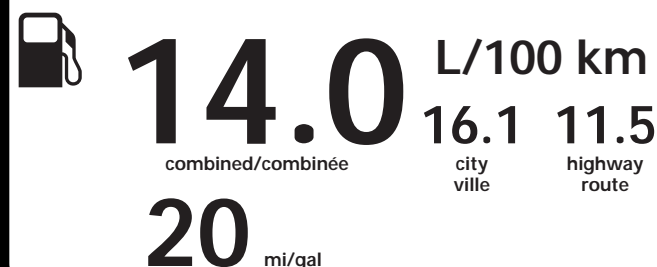 14.0 L/100 km
16.1 11.5
combined/combinée city highway
ville route
20 mi/gal